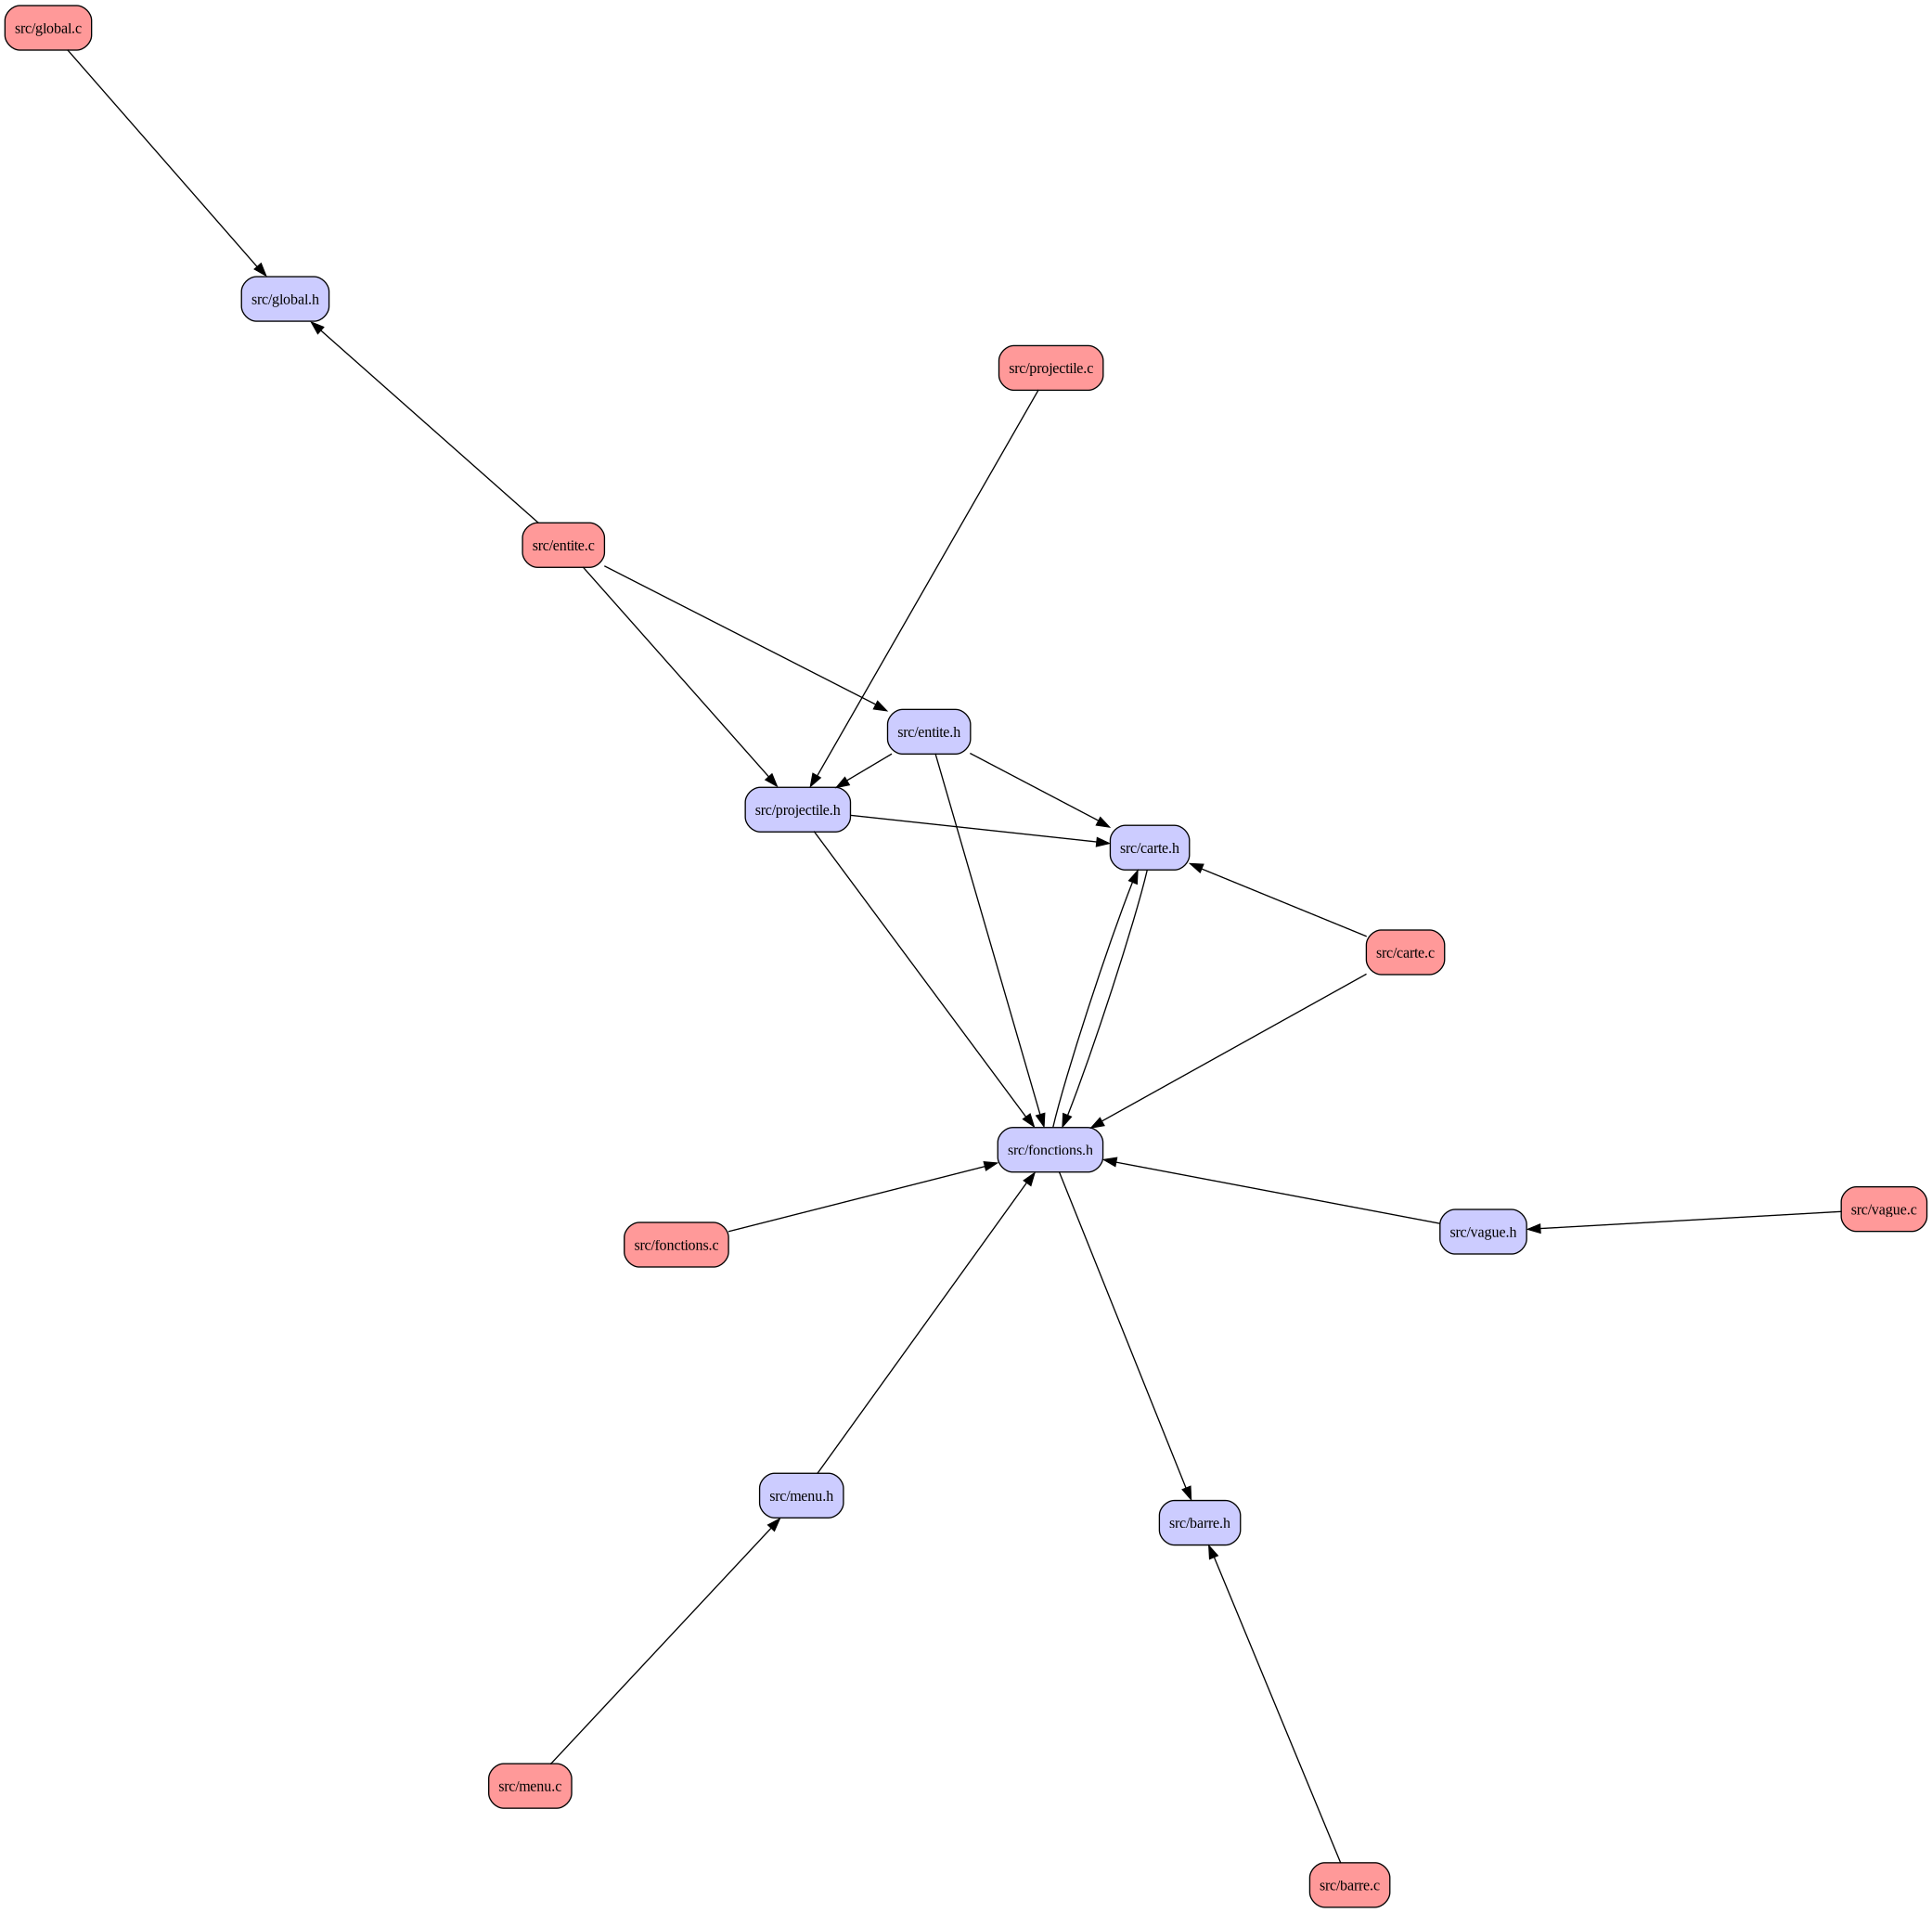 src/global.c
src/global.h
src/projectile.c
src/entite.c
src/entite.h
src/projectile.h
src/carte.h
src/carte.c
src/fonctions.h
src/vague.c
src/vague.h
src/fonctions.c
src/menu.h
src/barre.h
src/menu.c
src/barre.c